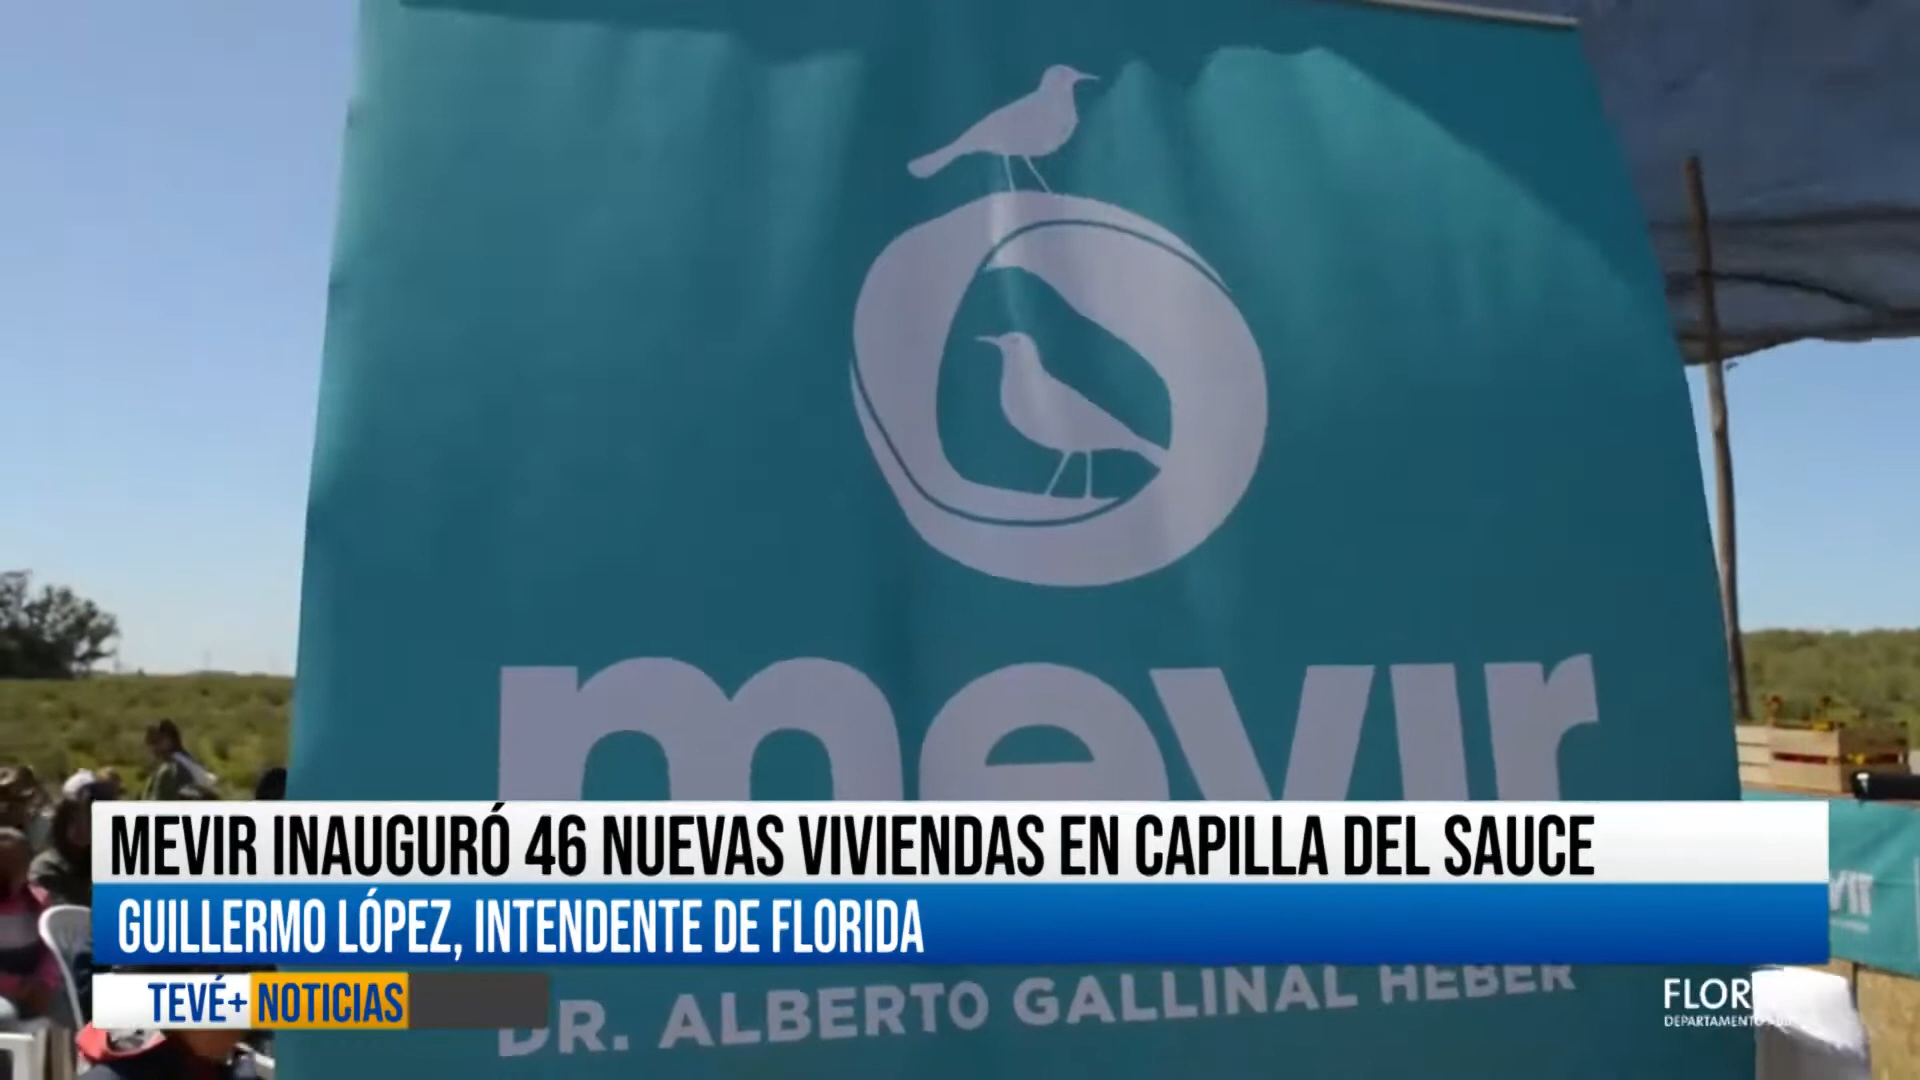 mevir
MEVIR INAUGURÓ 46 NUEVAS VIVIENDAS EN CAPILLA DEL SAUCE
GUILLERMO LÓPEZ, INTENDENTE DE FLORIDA
TEVÉ+ NOTICIAS
DR. ALBERTO GALLINAL HEBER